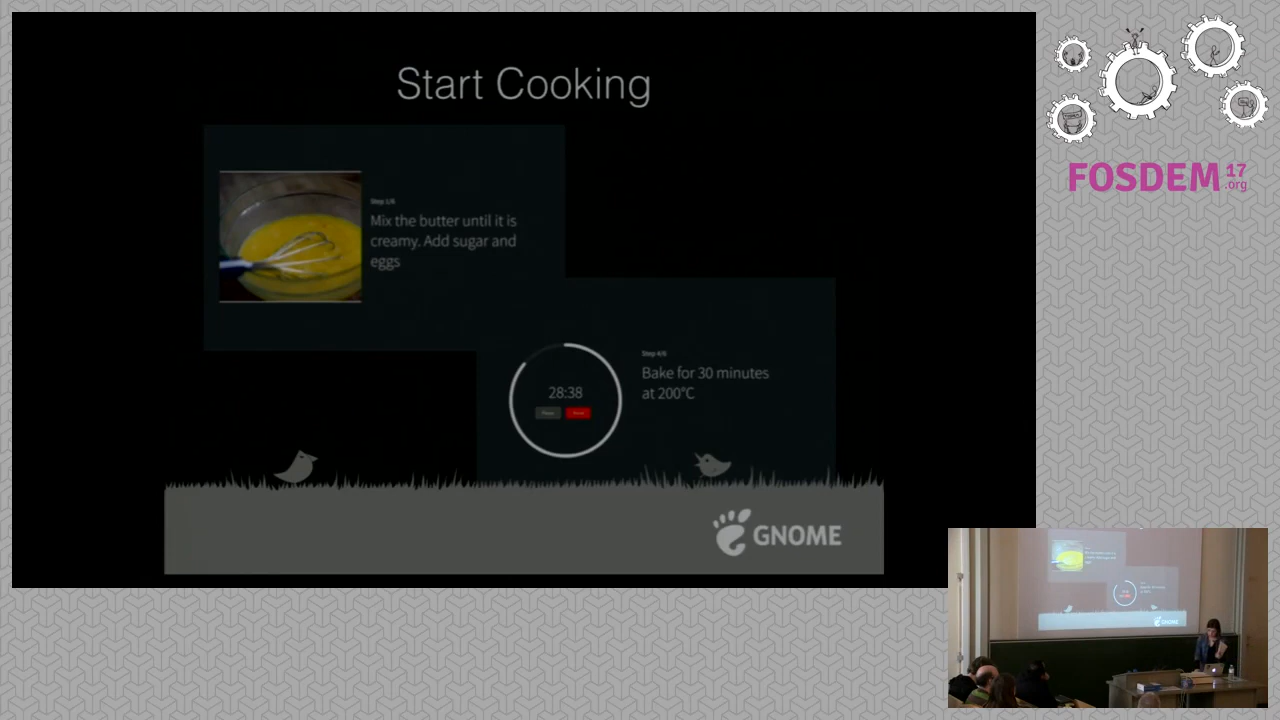 Start Cooking
Step 1/6
Mix the butter until it is
creamy. Add sugar and
eggs
28:38
Step 4/6
Bake for 30 minutes
at 200°C
GNOME
FOSDEM 17
.org
GNOME